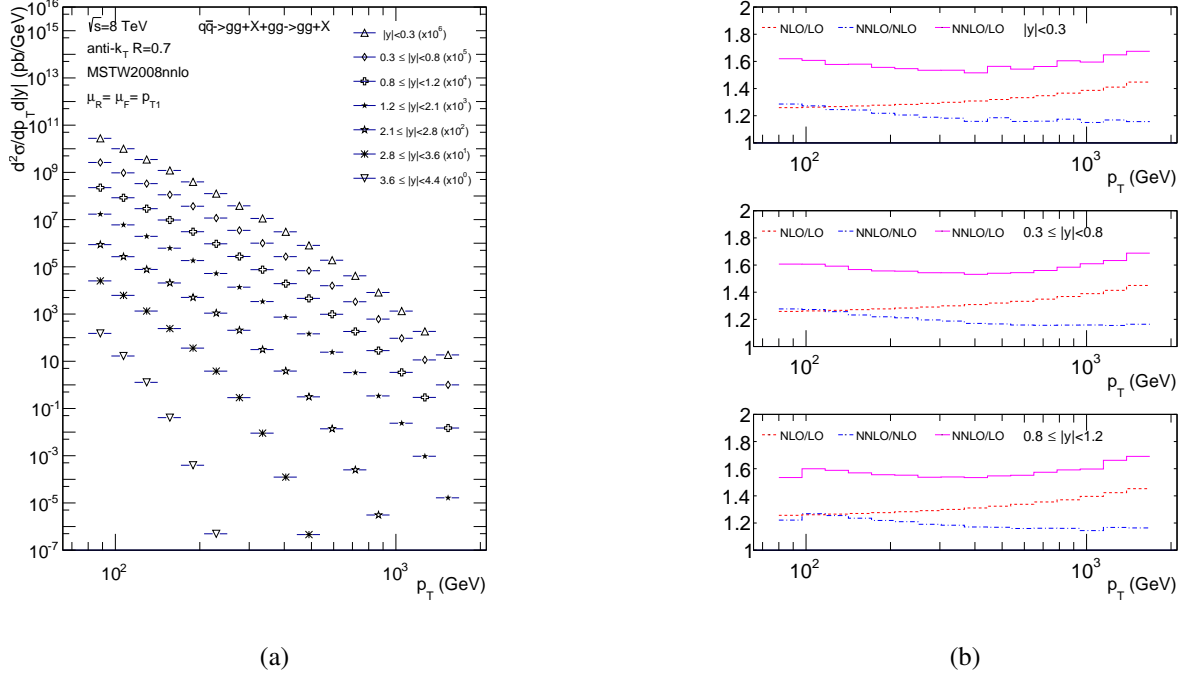 10^16
10^15
10^13
10^11
10^9
10^7
10^5
10^3
10
10^-1
10^-3
10^-5
10^-7
d²σ/dp_T d|y| (pb/GeV)
√s=8 TeV qq̅->gg+X+gg->gg+X
anti-k_T R=0.7
MSTW2008nnlo
μ_R= μ_F= p_T1
|y|<0.3 (x10^6)
0.3 ≤ |y|<0.8 (x10^5)
0.8 ≤ |y|<1.2 (x10^4)
1.2 ≤ |y|<2.1 (x10^3)
2.1 ≤ |y|<2.8 (x10^2)
2.8 ≤ |y|<3.6 (x10^1)
3.6 ≤ |y|<4.4 (x10^0)
10^2 10^3
p_T (GeV)
(a)
2
1.8
1.6
1.4
1.2
1
NLO/LO NNLO/NLO NNLO/LO |y|<0.3
10^2 10^3
p_T (GeV)
2
1.8
1.6
1.4
1.2
1
NLO/LO NNLO/NLO NNLO/LO 0.3 ≤ |y|<0.8
10^2 10^3
p_T (GeV)
2
1.8
1.6
1.4
1.2
1
NLO/LO NNLO/NLO NNLO/LO 0.8 ≤ |y|<1.2
10^2 10^3
p_T (GeV)
(b)